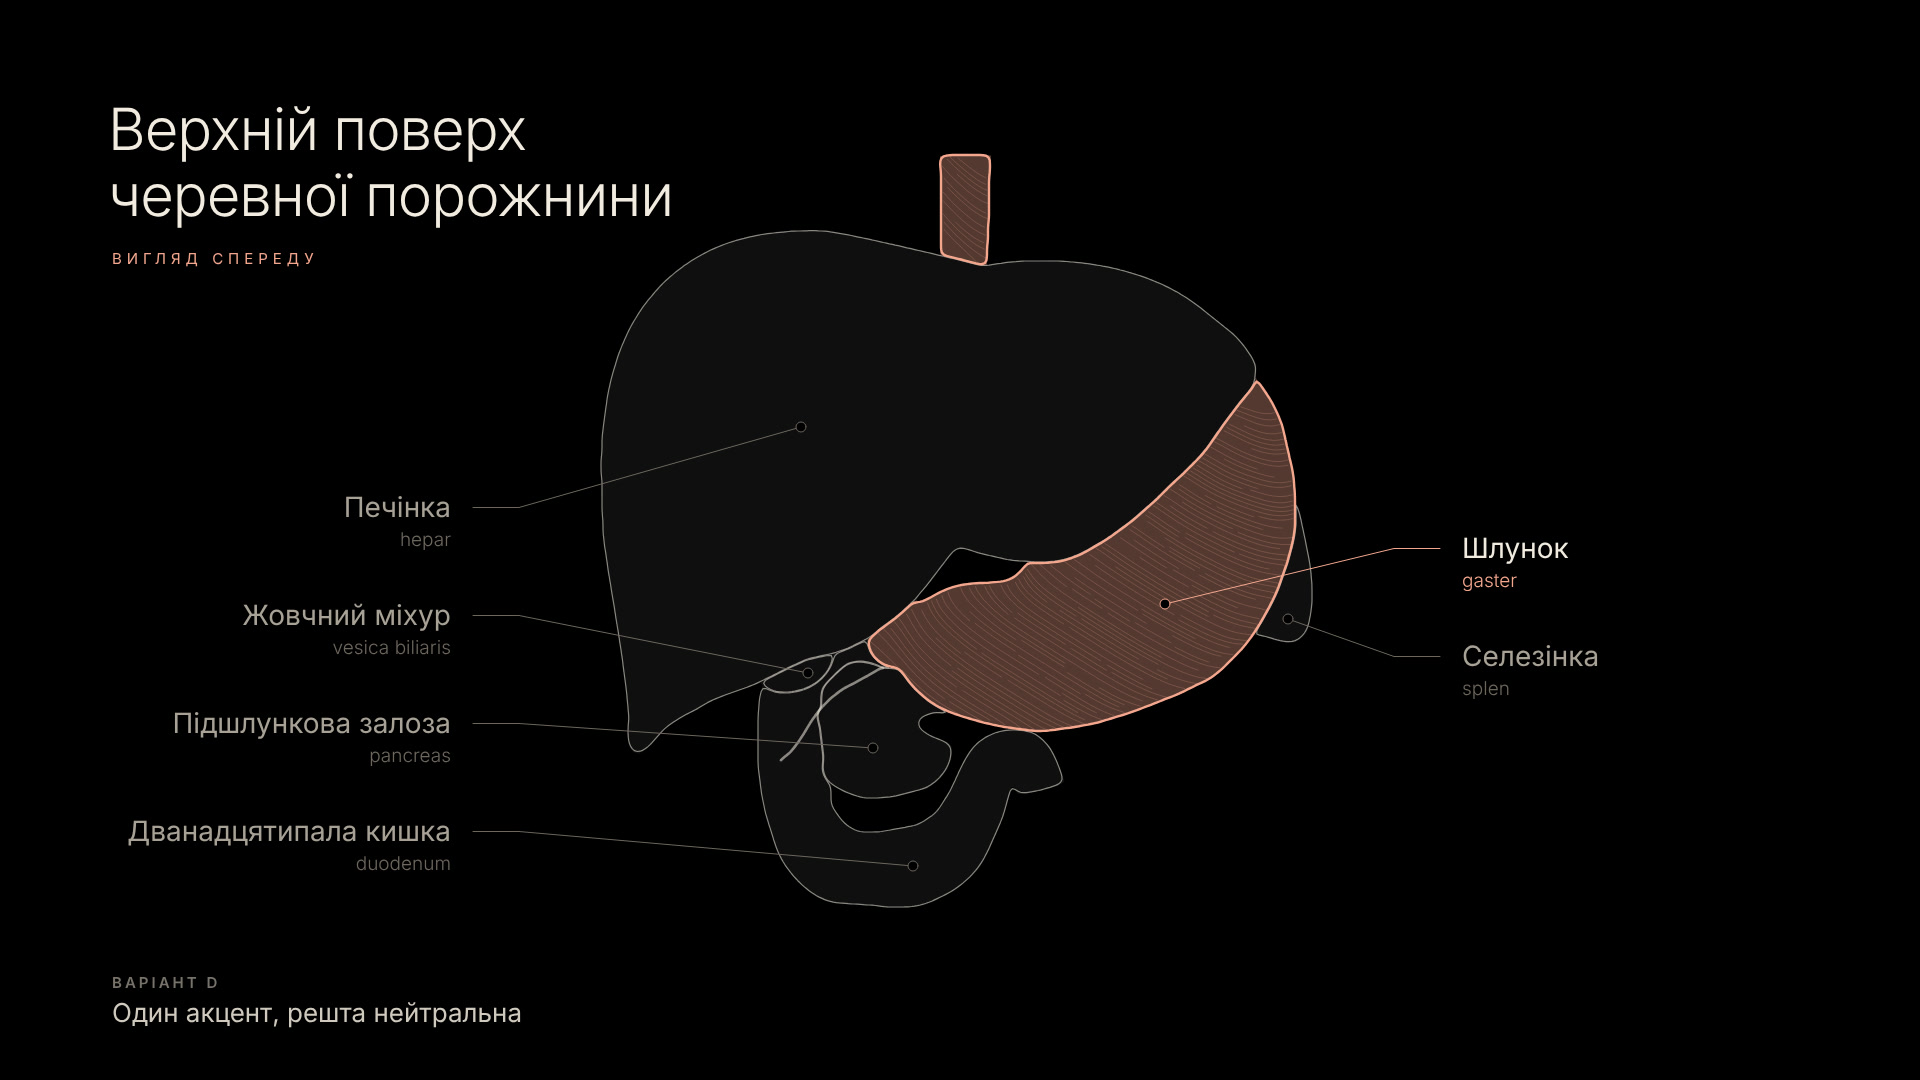 Верхній поверх
черевної порожнини
ВИГЛЯД СПЕРЕДУ
Печінка
hepar
Жовчний міхур
vesica biliaris
Підшлункова залоза
pancreas
Дванадцятипала кишка
duodenum
Шлунок
gaster
Селезінка
splen
ВАРІАНТ D
Один акцент, решта нейтральна